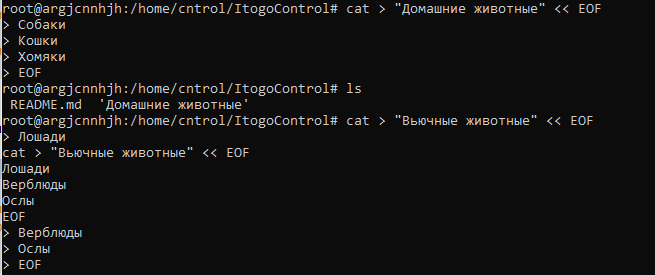 root@argjcnnhjh:/home/cntrol/ItogoControl# cat > "Домашние животные" << EOF
> Собаки
> Кошки
> Хомяки
> EOF
root@argjcnnhjh:/home/cntrol/ItogoControl# ls
 README.md  'Домашние животные'
root@argjcnnhjh:/home/cntrol/ItogoControl# cat > "Вьючные животные" << EOF
> Лошади
cat > "Вьючные животные" << EOF
Лошади
Верблюды
Ослы
EOF
> Верблюды
> Ослы
> EOF